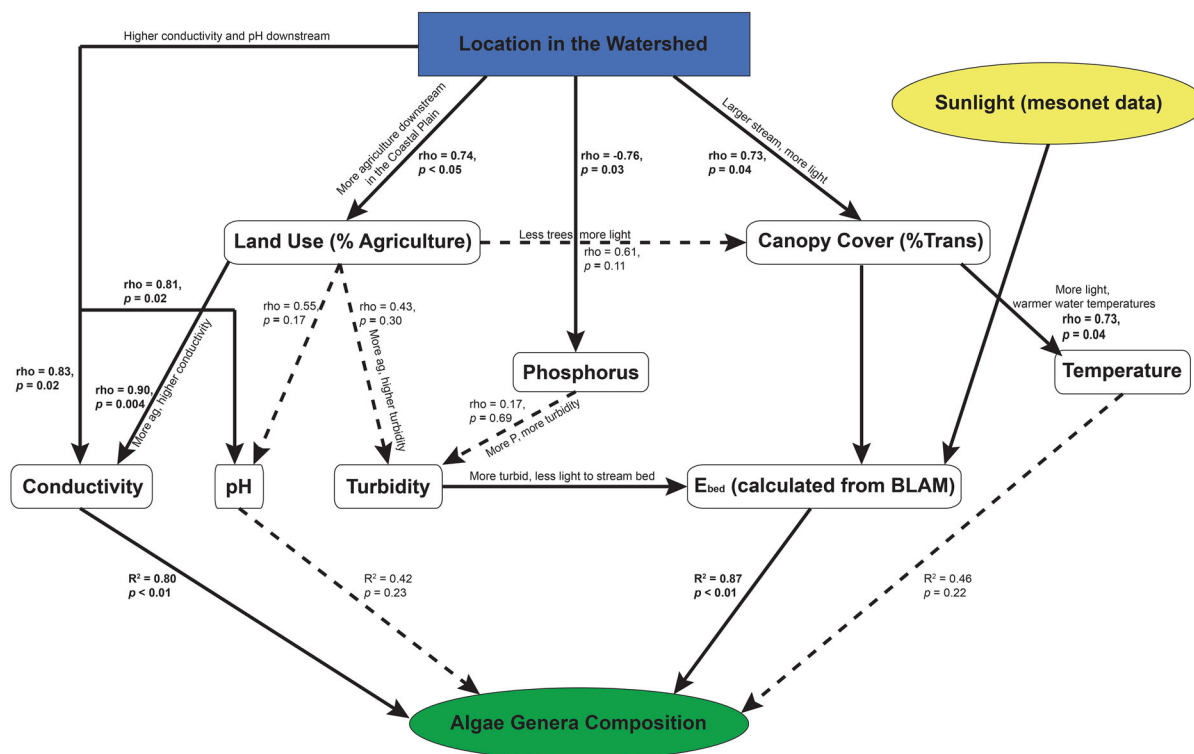 Higher conductivity and pH downstream
Location in the Watershed
Sunlight (mesonet data)
More agriculture downstream
in the Coastal Plain
rho = 0.74,
p < 0.05
rho = -0.76,
p = 0.03
rho = 0.73,
p = 0.04
Larger stream, more light
Land Use (% Agriculture)
Less trees, more light
rho = 0.61,
p = 0.11
Canopy Cover (%Trans)
rho = 0.81,
p = 0.02
rho = 0.55,
p = 0.17
rho = 0.43,
p = 0.30
More ag, higher turbidity
More light,
warmer water temperatures
rho = 0.73,
p = 0.04
rho = 0.83,
p = 0.02
rho = 0.90,
p = 0.004
More ag, higher conductivity
Phosphorus
Temperature
rho = 0.17,
p = 0.69
More P, more turbidity
Conductivity
pH
Turbidity
More turbid, less light to stream bed
Ebed (calculated from BLAM)
R² = 0.80
p < 0.01
R² = 0.42
p = 0.23
R² = 0.87
p < 0.01
R² = 0.46
p = 0.22
Algae Genera Composition